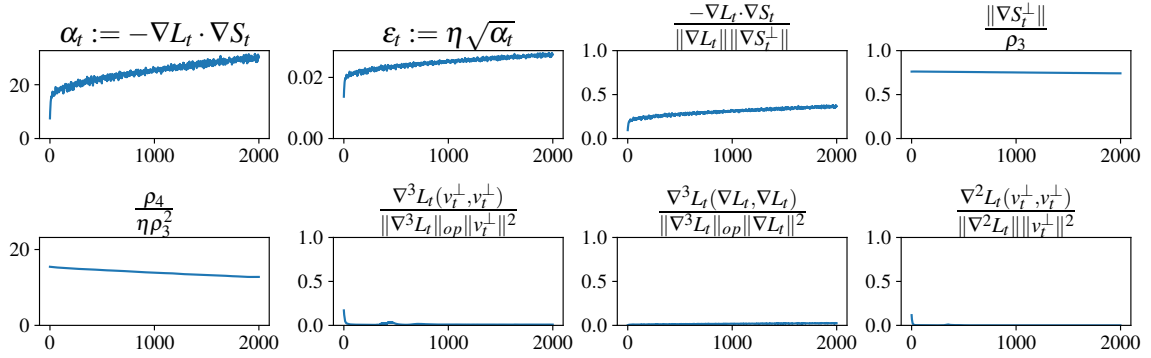 α_t := −∇L_t · ∇S_t
ε_t := η√α_t
−∇L_t·∇S_t / ‖∇L_t‖‖∇S_t^⊥‖
‖∇S_t^⊥‖ / ρ_3
20
0
0 1000 2000
0.02
0.00
0 1000 2000
1.0
0.5
0.0
0 1000 2000
1.0
0.5
0.0
0 1000 2000
ρ_4 / ηρ_3^2
∇^3L_t(v_t^⊥,v_t^⊥) / ‖∇^3L_t‖_op‖v_t^⊥‖^2
∇^3L_t(∇L_t,∇L_t) / ‖∇^3L_t‖_op‖∇L_t‖^2
∇^2L_t(v_t^⊥,v_t^⊥) / ‖∇^2L_t‖‖v_t^⊥‖^2
20
0
0 1000 2000
1.0
0.5
0.0
0 1000 2000
1.0
0.5
0.0
0 1000 2000
1.0
0.5
0.0
0 1000 2000